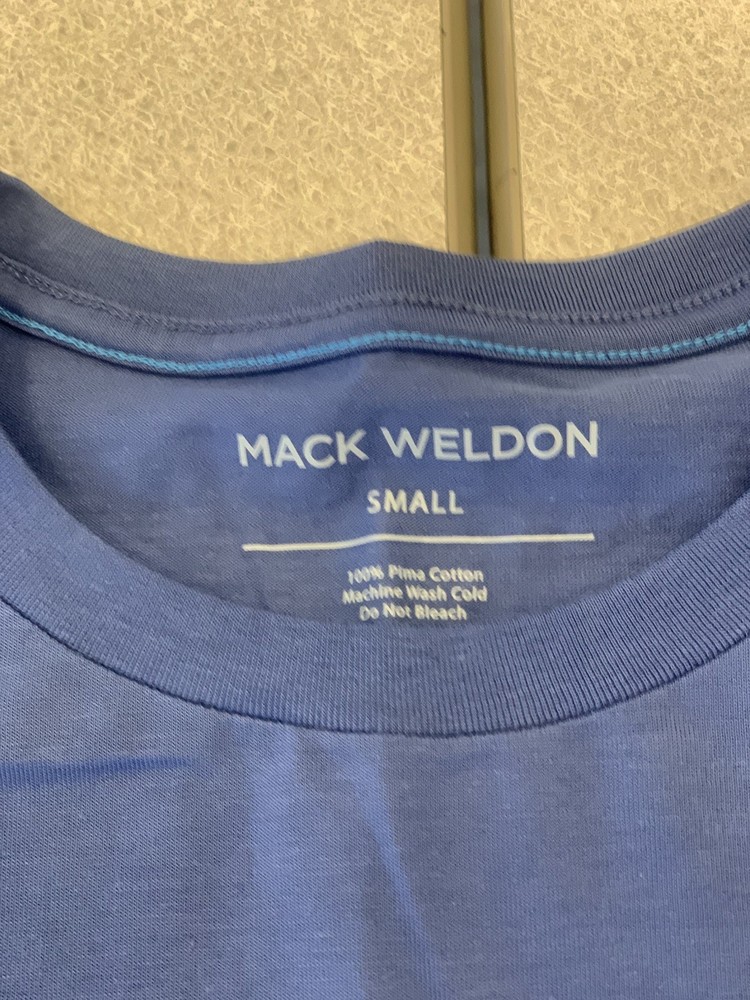 MACK WELDON
SMALL
100% Pima Cotton
Machine Wash Cold
Do Not Bleach